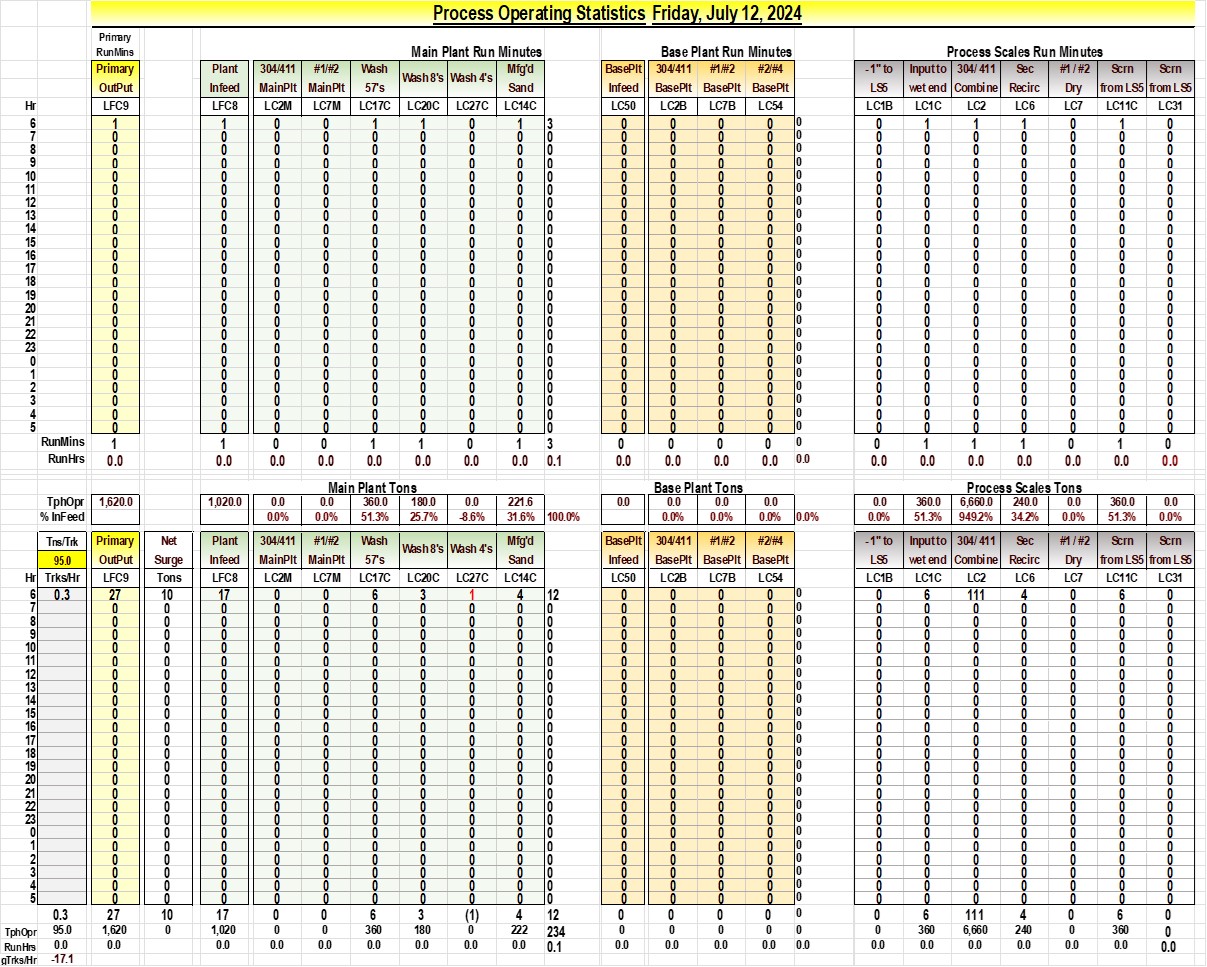 Process Operating Statistics Friday, July 12, 2024
Primary
RunMins Main Plant Run Minutes Base Plant Run Minutes Process Scales Run Minutes
Primary Plant 304/411 #1/#2 Wash Wash 8's Wash 4's Mfg'd BasePlt 304/411 #1/#2 #2/#4 -1" to Input to 304/ 411 Sec #1 / #2 Scrn Scrn
OutPut Infeed MainPlt MainPlt 57's Sand Infeed BasePlt BasePlt BasePlt LS5 wet end Combine Recirc Dry from LS5 from LS5
Hr LFC9 LFC8 LC2M LC7M LC17C LC20C LC27C LC14C LC50 LC2B LC7B LC54 LC1B LC1C LC2 LC6 LC7 LC11C LC31
6 1 1 0 0 1 1 0 1 3 0 0 0 0 0 0 1 1 1 0 1 0
7 0 0 0 0 0 0 0 0 0 0 0 0 0 0 0 0 0 0 0 0
8 0 0 0 0 0 0 0 0 0 0 0 0 0 0 0 0 0 0 0 0
9 0 0 0 0 0 0 0 0 0 0 0 0 0 0 0 0 0 0 0 0
10 0 0 0 0 0 0 0 0 0 0 0 0 0 0 0 0 0 0 0 0
11 0 0 0 0 0 0 0 0 0 0 0 0 0 0 0 0 0 0 0 0
12 0 0 0 0 0 0 0 0 0 0 0 0 0 0 0 0 0 0 0 0
13 0 0 0 0 0 0 0 0 0 0 0 0 0 0 0 0 0 0 0 0
14 0 0 0 0 0 0 0 0 0 0 0 0 0 0 0 0 0 0 0 0
15 0 0 0 0 0 0 0 0 0 0 0 0 0 0 0 0 0 0 0 0
16 0 0 0 0 0 0 0 0 0 0 0 0 0 0 0 0 0 0 0 0
17 0 0 0 0 0 0 0 0 0 0 0 0 0 0 0 0 0 0 0 0
18 0 0 0 0 0 0 0 0 0 0 0 0 0 0 0 0 0 0 0 0
19 0 0 0 0 0 0 0 0 0 0 0 0 0 0 0 0 0 0 0 0
20 0 0 0 0 0 0 0 0 0 0 0 0 0 0 0 0 0 0 0 0
21 0 0 0 0 0 0 0 0 0 0 0 0 0 0 0 0 0 0 0 0
22 0 0 0 0 0 0 0 0 0 0 0 0 0 0 0 0 0 0 0 0
23 0 0 0 0 0 0 0 0 0 0 0 0 0 0 0 0 0 0 0 0
0 0 0 0 0 0 0 0 0 0 0 0 0 0 0 0 0 0 0 0 0
1 0 0 0 0 0 0 0 0 0 0 0 0 0 0 0 0 0 0 0 0
2 0 0 0 0 0 0 0 0 0 0 0 0 0 0 0 0 0 0 0 0
3 0 0 0 0 0 0 0 0 0 0 0 0 0 0 0 0 0 0 0 0
4 0 0 0 0 0 0 0 0 0 0 0 0 0 0 0 0 0 0 0 0
5 0 0 0 0 0 0 0 0 0 0 0 0 0 0 0 0 0 0 0 0
RunMins 1 1 0 0 1 1 0 1 3 0 0 0 0 0 0 1 1 1 0 1 0
RunHrs 0.0 0.0 0.0 0.0 0.0 0.0 0.0 0.0 0.1 0.0 0.0 0.0 0.0 0.0 0.0 0.0 0.0 0.0 0.0 0.0 0.0
Main Plant Tons Base Plant Tons Process Scales Tons
TphOpr 1,620.0 1,020.0 0.0 0.0 360.0 180.0 0.0 221.6 0.0 0.0 0.0 0.0 0.0 360.0 6,660.0 240.0 0.0 360.0 0.0
% InFeed 0.0% 0.0% 51.3% 25.7% -8.6% 31.6% 100.0% 0.0% 0.0% 0.0% 0.0% 0.0% 51.3% 949.2% 34.2% 0.0% 51.3% 0.0%
Tns/Trk Primary Net Plant 304/411 #1/#2 Wash Wash 8's Wash 4's Mfg'd BasePlt 304/411 #1/#2 #2/#4 -1" to Input to 304/ 411 Sec #1 / #2 Scrn Scrn
95.0 OutPut Surge Infeed MainPlt MainPlt 57's Sand Infeed BasePlt BasePlt BasePlt LS5 wet end Combine Recirc Dry from LS5 from LS5
Hr Trks/Hr LFC9 Tons LFC8 LC2M LC7M LC17C LC20C LC27C LC14C LC50 LC2B LC7B LC54 LC1B LC1C LC2 LC6 LC7 LC11C LC31
6 0.3 27 10 17 0 0 6 3 1 4 12 0 0 0 0 0 0 6 111 4 0 6 0
7 0 0 0 0 0 0 0 0 0 0 0 0 0 0 0 0 0 0 0 0 0
8 0 0 0 0 0 0 0 0 0 0 0 0 0 0 0 0 0 0 0 0 0
9 0 0 0 0 0 0 0 0 0 0 0 0 0 0 0 0 0 0 0 0 0
10 0 0 0 0 0 0 0 0 0 0 0 0 0 0 0 0 0 0 0 0 0
11 0 0 0 0 0 0 0 0 0 0 0 0 0 0 0 0 0 0 0 0 0
12 0 0 0 0 0 0 0 0 0 0 0 0 0 0 0 0 0 0 0 0 0
13 0 0 0 0 0 0 0 0 0 0 0 0 0 0 0 0 0 0 0 0 0
14 0 0 0 0 0 0 0 0 0 0 0 0 0 0 0 0 0 0 0 0 0
15 0 0 0 0 0 0 0 0 0 0 0 0 0 0 0 0 0 0 0 0 0
16 0 0 0 0 0 0 0 0 0 0 0 0 0 0 0 0 0 0 0 0 0
17 0 0 0 0 0 0 0 0 0 0 0 0 0 0 0 0 0 0 0 0 0
18 0 0 0 0 0 0 0 0 0 0 0 0 0 0 0 0 0 0 0 0 0
19 0 0 0 0 0 0 0 0 0 0 0 0 0 0 0 0 0 0 0 0 0
20 0 0 0 0 0 0 0 0 0 0 0 0 0 0 0 0 0 0 0 0 0
21 0 0 0 0 0 0 0 0 0 0 0 0 0 0 0 0 0 0 0 0 0
22 0 0 0 0 0 0 0 0 0 0 0 0 0 0 0 0 0 0 0 0 0
23 0 0 0 0 0 0 0 0 0 0 0 0 0 0 0 0 0 0 0 0 0
0 0 0 0 0 0 0 0 0 0 0 0 0 0 0 0 0 0 0 0 0 0
1 0 0 0 0 0 0 0 0 0 0 0 0 0 0 0 0 0 0 0 0 0
2 0 0 0 0 0 0 0 0 0 0 0 0 0 0 0 0 0 0 0 0 0
3 0 0 0 0 0 0 0 0 0 0 0 0 0 0 0 0 0 0 0 0 0
4 0 0 0 0 0 0 0 0 0 0 0 0 0 0 0 0 0 0 0 0 0
5 0 0 0 0 0 0 0 0 0 0 0 0 0 0 0 0 0 0 0 0 0
0.3 27 10 17 0 0 6 3 (1) 4 12 0 0 0 0 0 0 6 111 4 0 6 0
TphOpr 95.0 1,620 0 1,020 0 0 360 180 0 222 234 0 0 0 0 0 360 6,660 240 0 360 0
RunHrs 0.0 0.0 0.0 0.0 0.0 0.0 0.0 0.0 0.0 0.1 0.0 0.0 0.0 0.0 0.0 0.0 0.0 0.0 0.0 0.0 0.0
gTrks/Hr -17.1